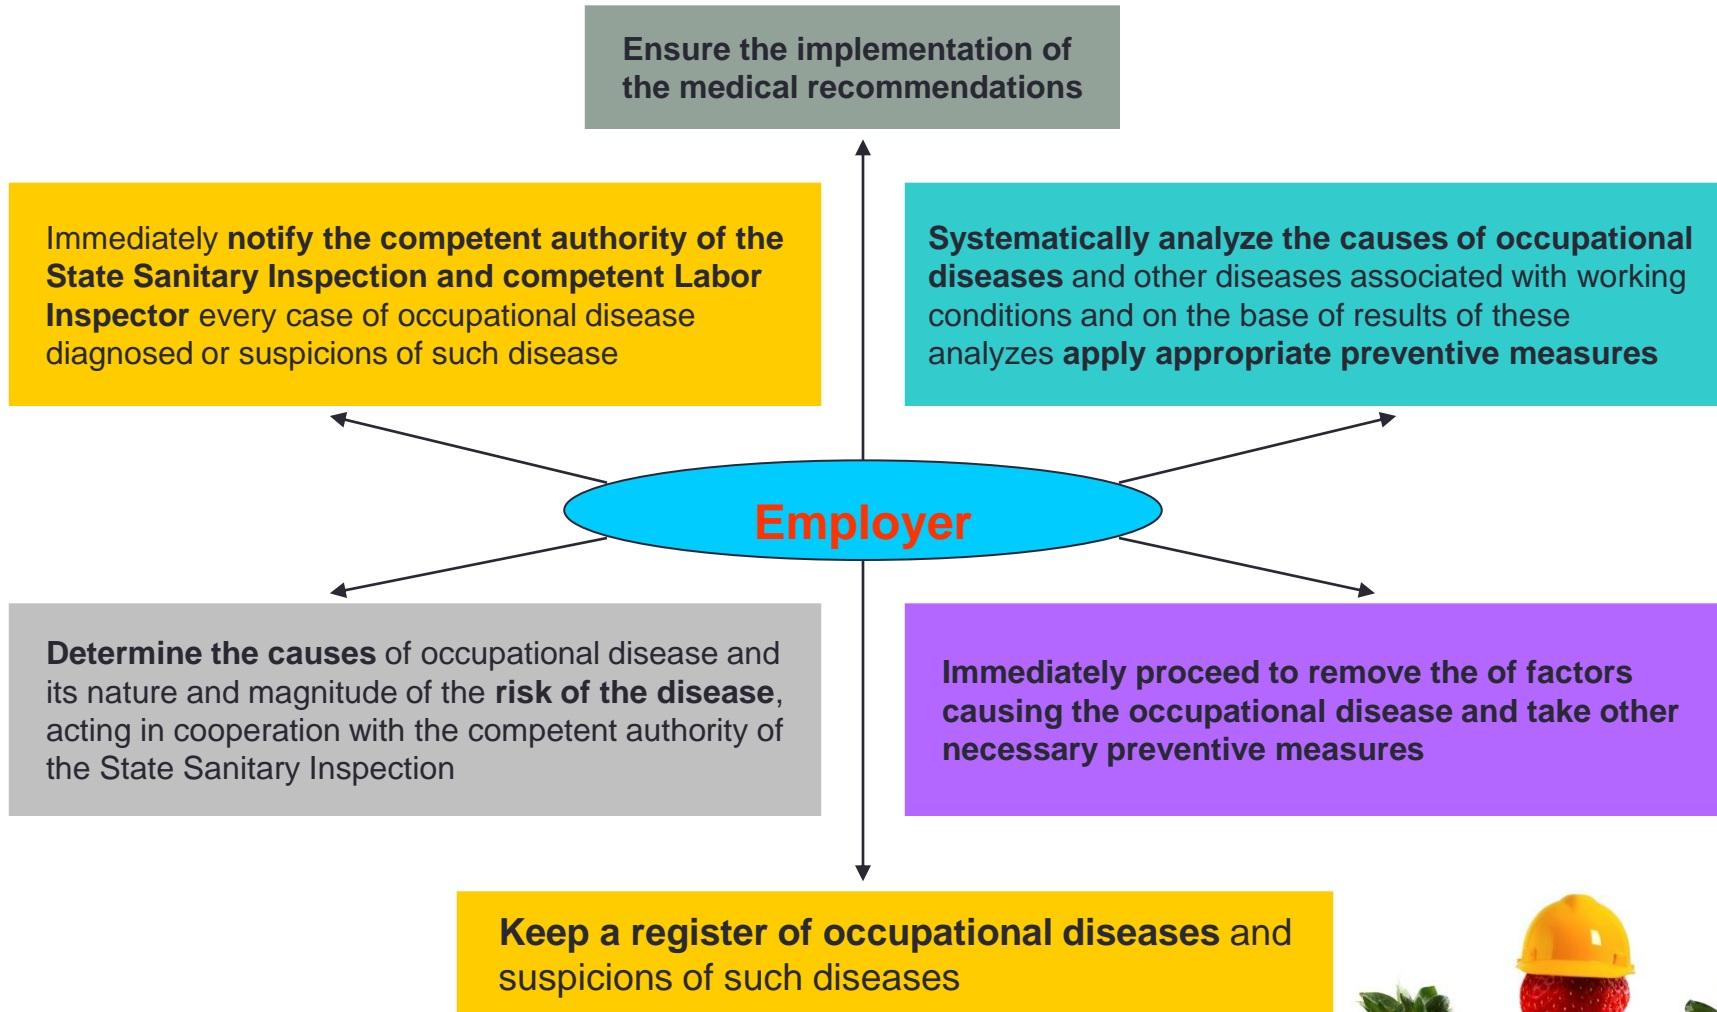 Ensure the implementation of
the medical recommendations
Immediately notify the competent authority of the
State Sanitary Inspection and competent Labor
Inspector every case of occupational disease
diagnosed or suspicions of such disease
Systematically analyze the causes of occupational
diseases and other diseases associated with working
conditions and on the base of results of these
analyzes apply appropriate preventive measures
Employer
Determine the causes of occupational disease and
its nature and magnitude of the risk of the disease,
acting in cooperation with the competent authority of
the State Sanitary Inspection
Immediately proceed to remove the of factors
causing the occupational disease and take other
necessary preventive measures
Keep a register of occupational diseases and
suspicions of such diseases